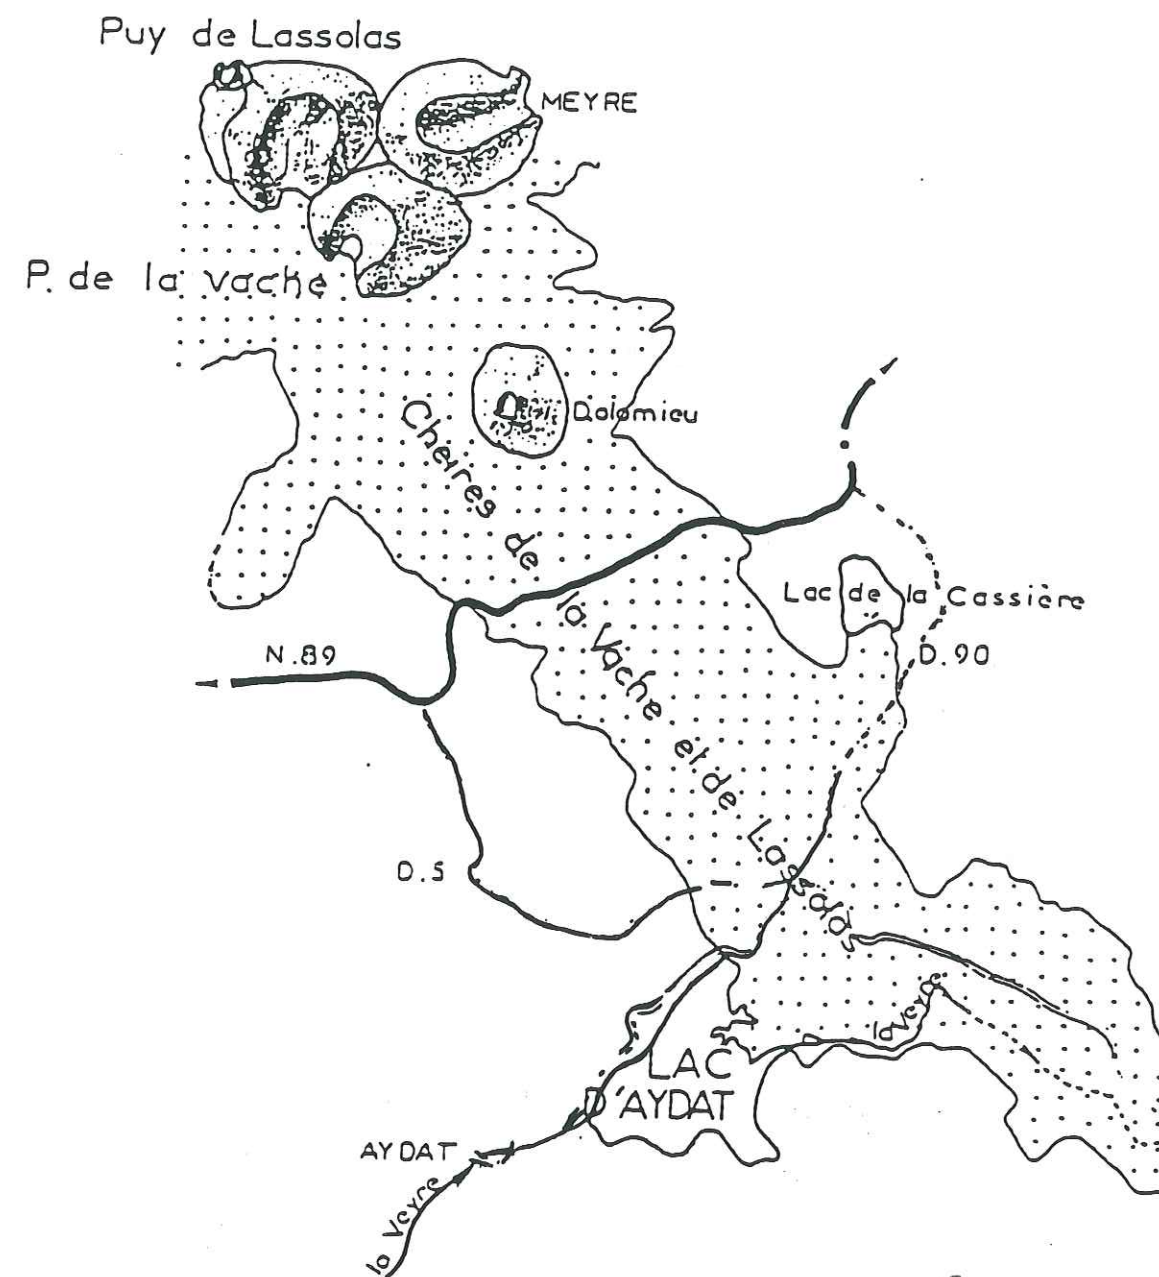 Puy de Lassolas
MEYRE
P. de la vache
Dolomieu
Cheires de la Vache et de Lassolas
Lac de la Cassière
N.89
D.90
D.5
la Veyre
LAC
D'AYDAT
AYDAT
la Veyre